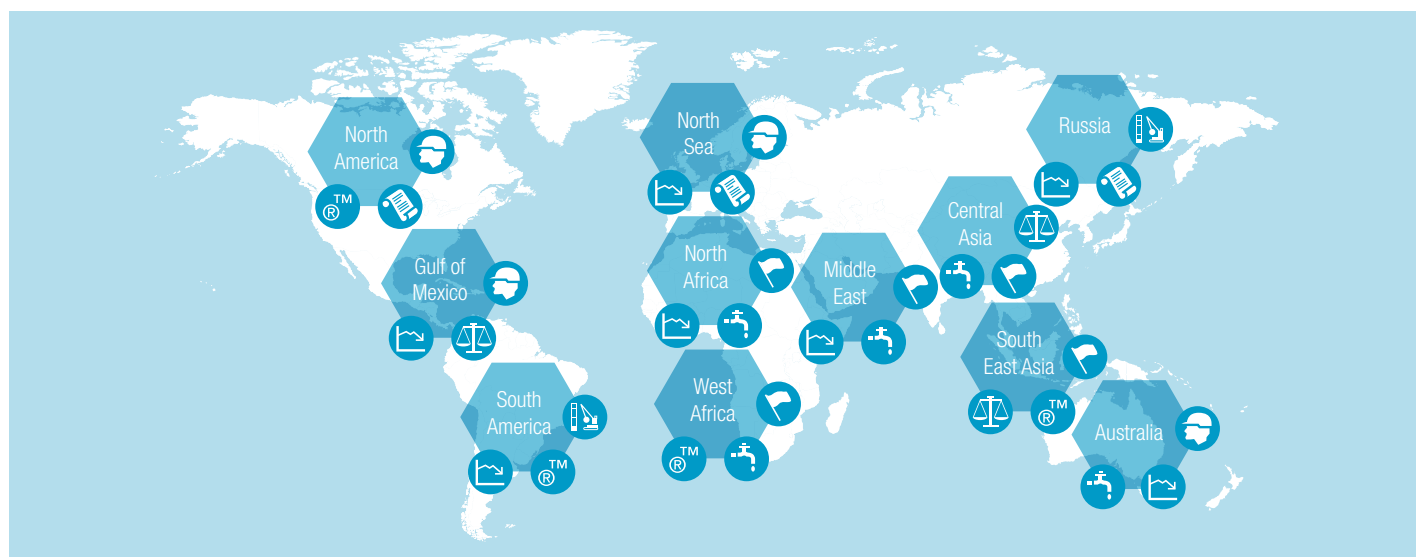 North
America
® TM
Gulf of
Mexico
South
America
® TM
North
Sea
North
Africa
West
Africa
® TM
Middle
East
Central
Asia
Russia
South
East Asia
® TM
Australia